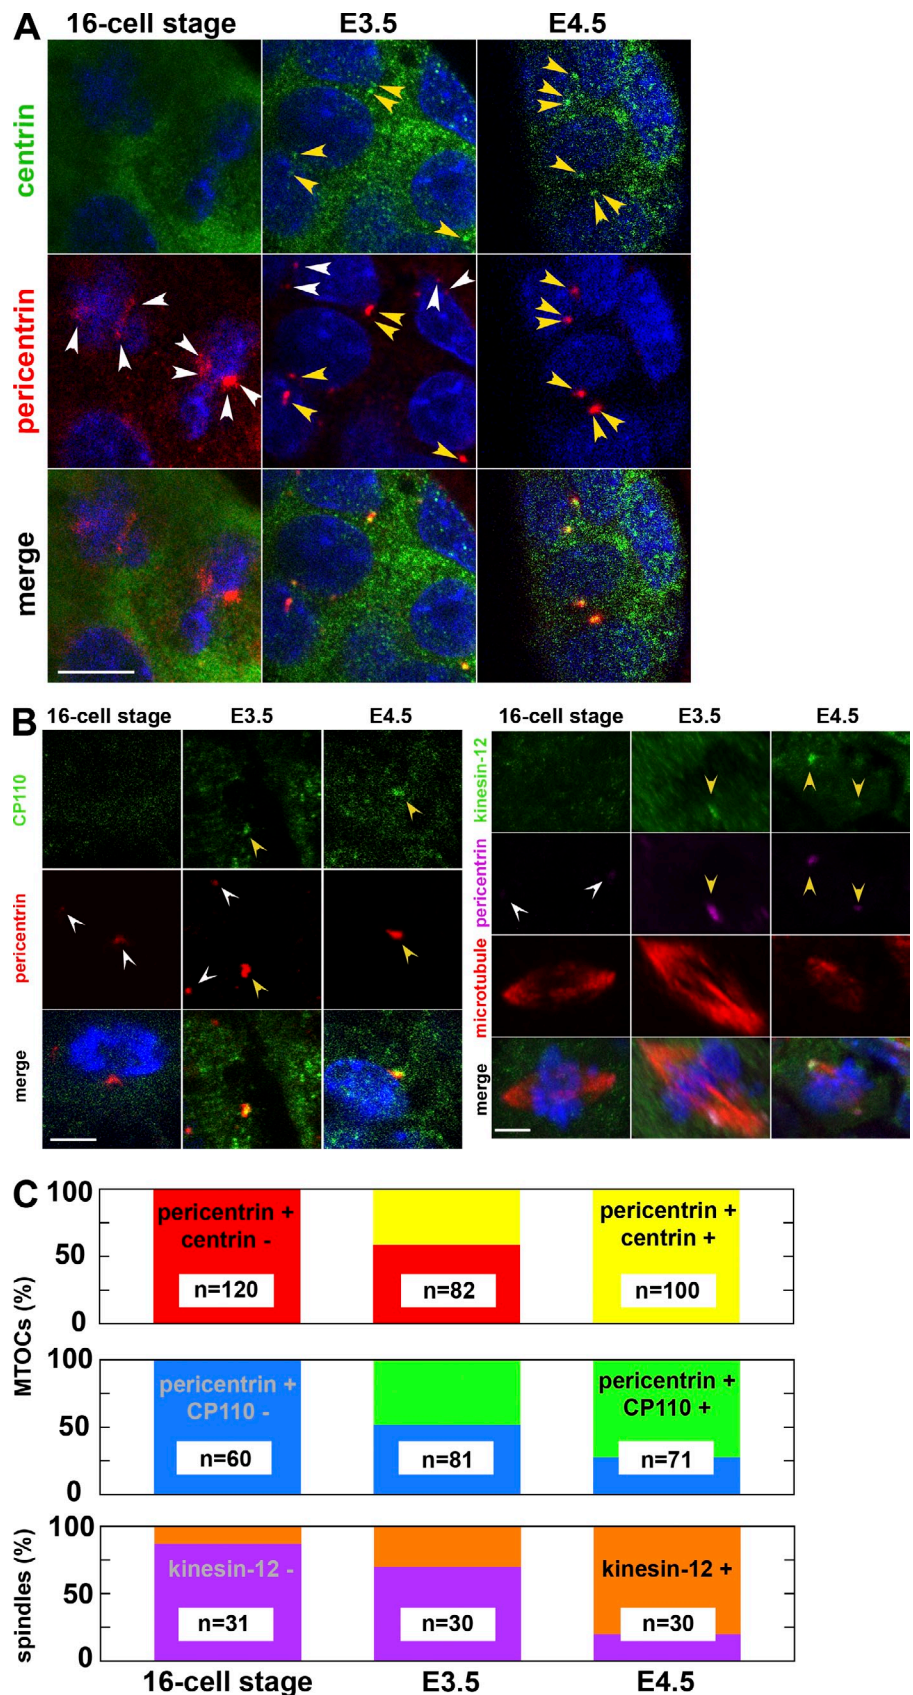 A
16-cell stage E3.5 E4.5
centrin
pericentrin
merge
B
16-cell stage E3.5 E4.5
CP110
pericentrin
merge
16-cell stage E3.5 E4.5
kinesin-12
pericentrin
microtubule
merge
C
MTOCs (%)
100
50
0
pericentrin +
centrin -
n=120
n=82
pericentrin +
centrin +
n=100
100
50
0
pericentrin +
CP110 -
n=60
n=81
pericentrin +
CP110 +
n=71
spindles (%)
100
50
0
kinesin-12 -
n=31
n=30
kinesin-12 +
n=30
16-cell stage E3.5 E4.5